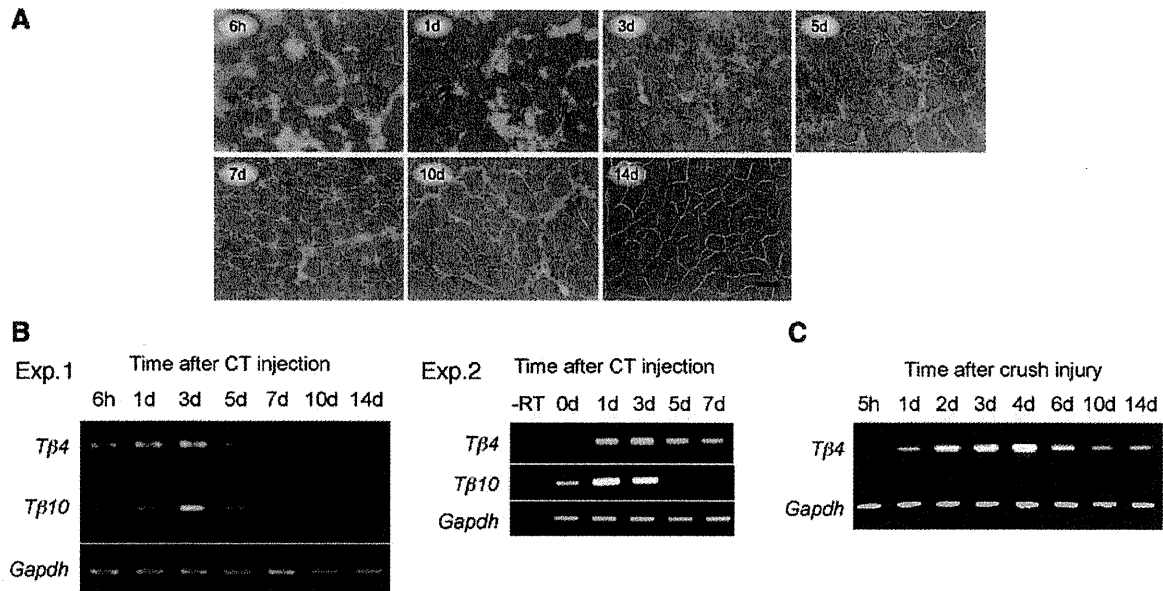 A
6h 1d 3d 5d
7d 10d 14d
B
Exp.1 Time after CT injection
6h 1d 3d 5d 7d 10d 14d
Tβ4
Tβ10
Gapdh
Exp.2 Time after CT injection
-RT 0d 1d 3d 5d 7d
Tβ4
Tβ10
Gapdh
C
Time after crush injury
5h 1d 2d 3d 4d 6d 10d 14d
Tβ4
Gapdh